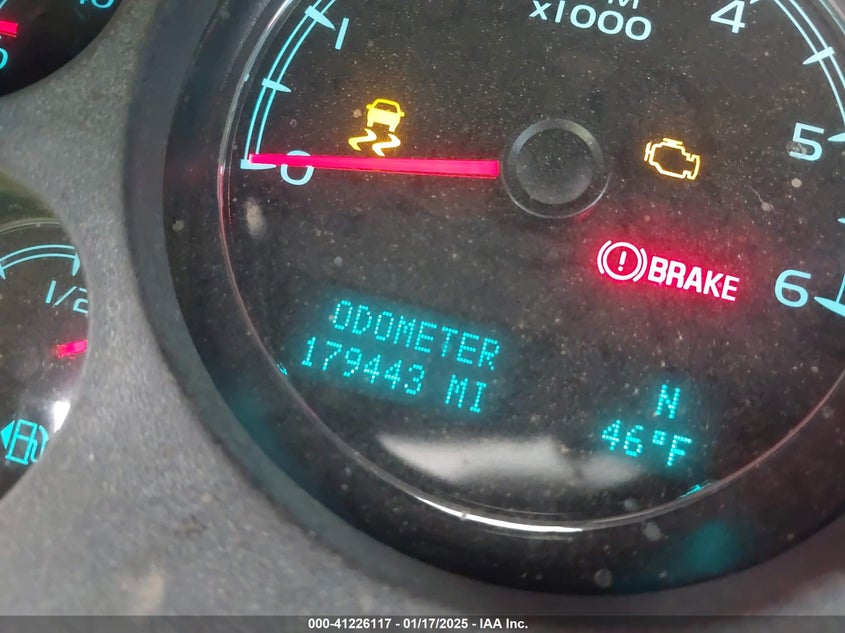 x1000
1
4
5
0
6
1/2
BRAKE
ODOMETER
179443 MI
N
46°F
000-41226117 - 01/17/2025 - IAA Inc.